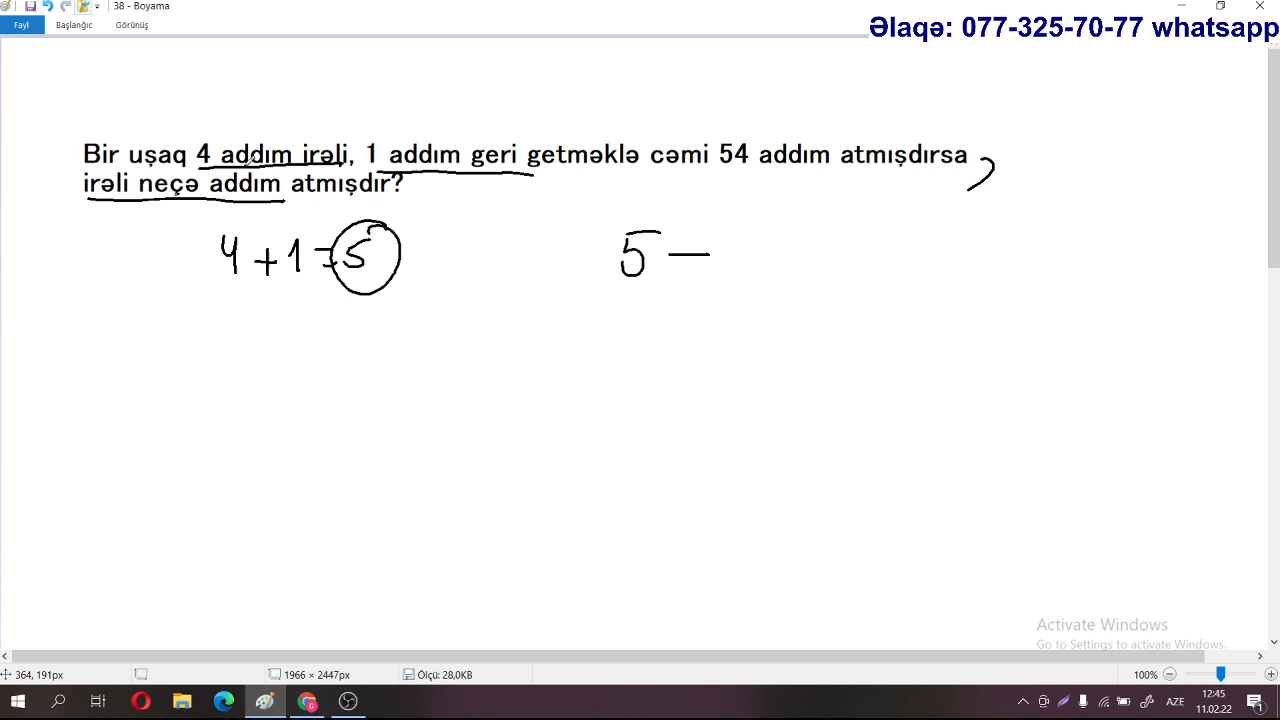 38 - Boyama
Fayl
Başlanğıc
Görünüş
Əlaqə: 077-325-70-77 whatsapp
Bir uşaq 4 addım irəli, 1 addım geri getməklə cəmi 54 addım atmışdırsa
irəli neçə addım atmışdır?
4 + 1 = 5
5 —
Activate Windows
Go to Settings to activate Windows.
364, 191px
1966 × 2447px
Ölçü: 28,0KB
100%
AZE
12:45
11.02.22